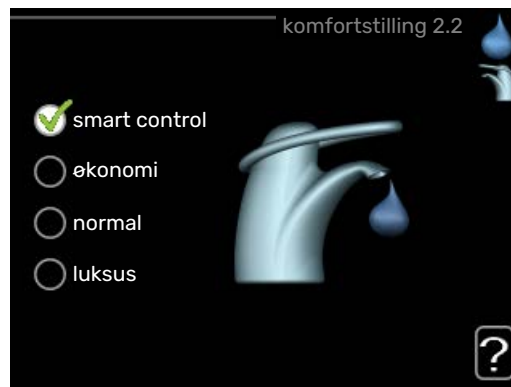 komfortstilling 2.2
smart control
økonomi
normal
luksus
?